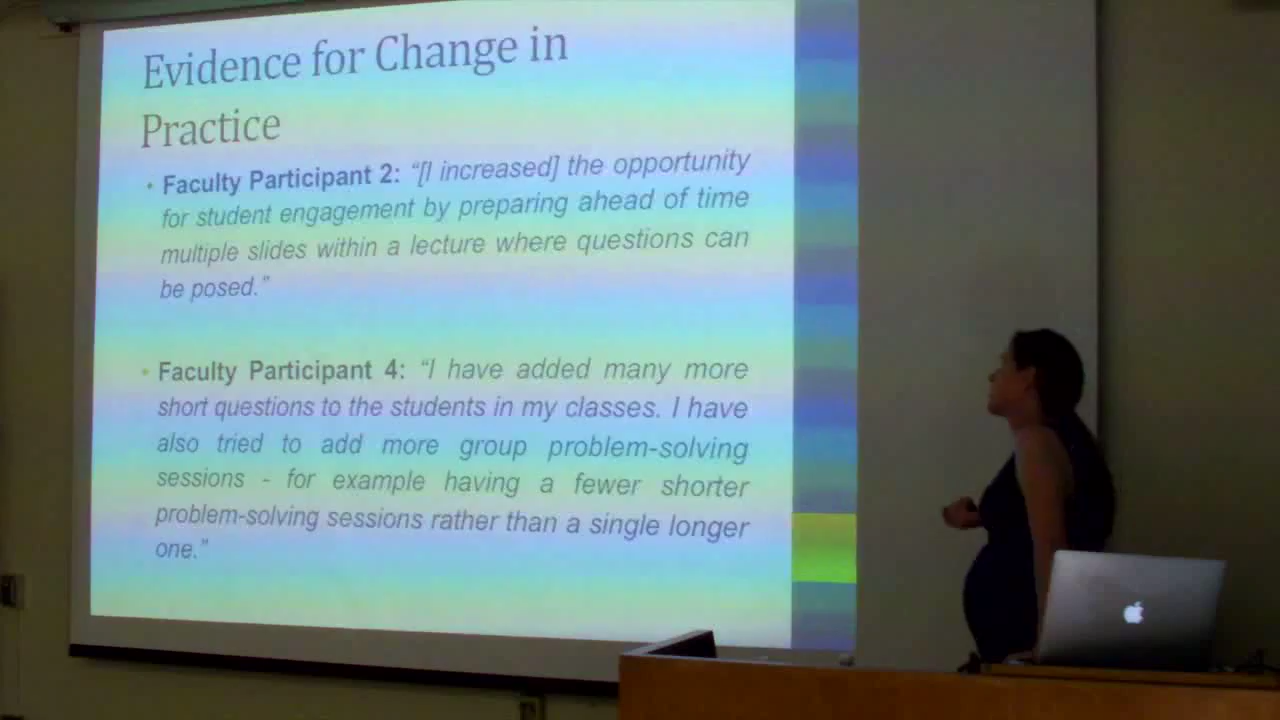 Evidence for Change in
Practice
• Faculty Participant 2: “[I increased] the opportunity
for student engagement by preparing ahead of time
multiple slides within a lecture where questions can
be posed.”
• Faculty Participant 4: “I have added many more
short questions to the students in my classes. I have
also tried to add more group problem-solving
sessions - for example having a fewer shorter
problem-solving sessions rather than a single longer
one.”